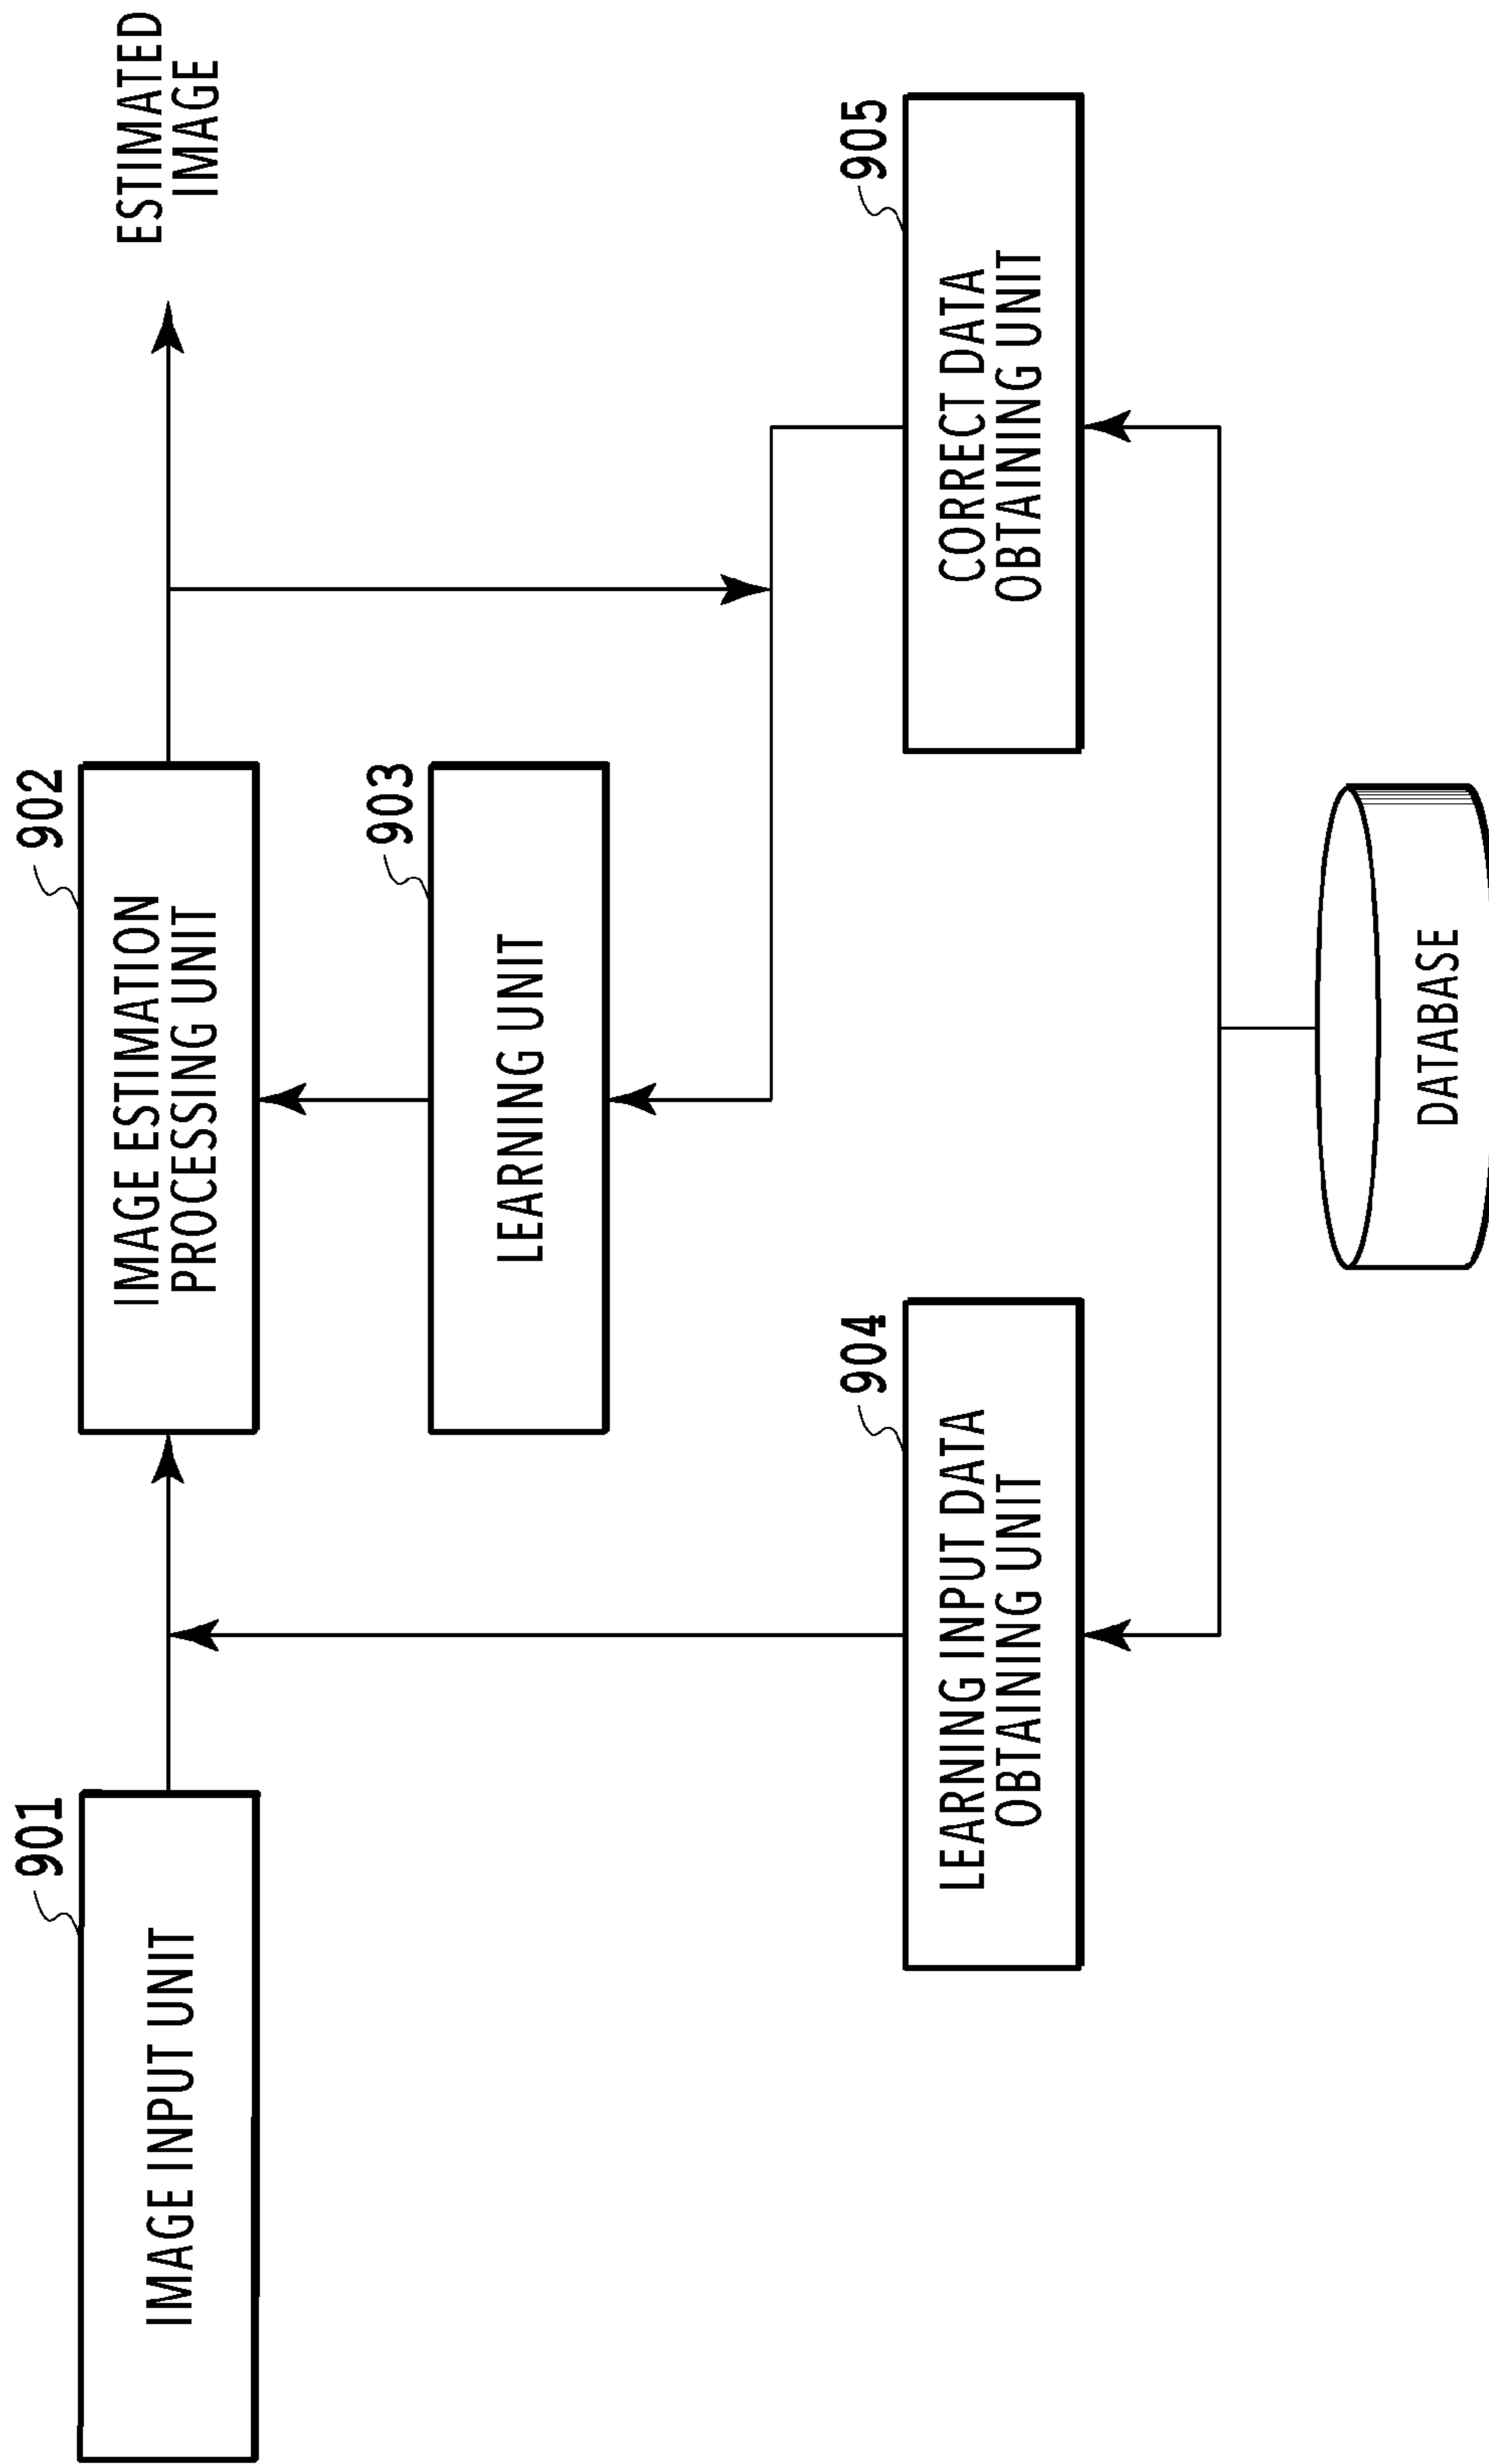 901
IMAGE INPUT UNIT
902
IMAGE ESTIMATION
PROCESSING UNIT
ESTIMATED
IMAGE
903
LEARNING UNIT
904
LEARNING INPUT DATA
OBTAINING UNIT
905
CORRECT DATA
OBTAINING UNIT
DATABASE